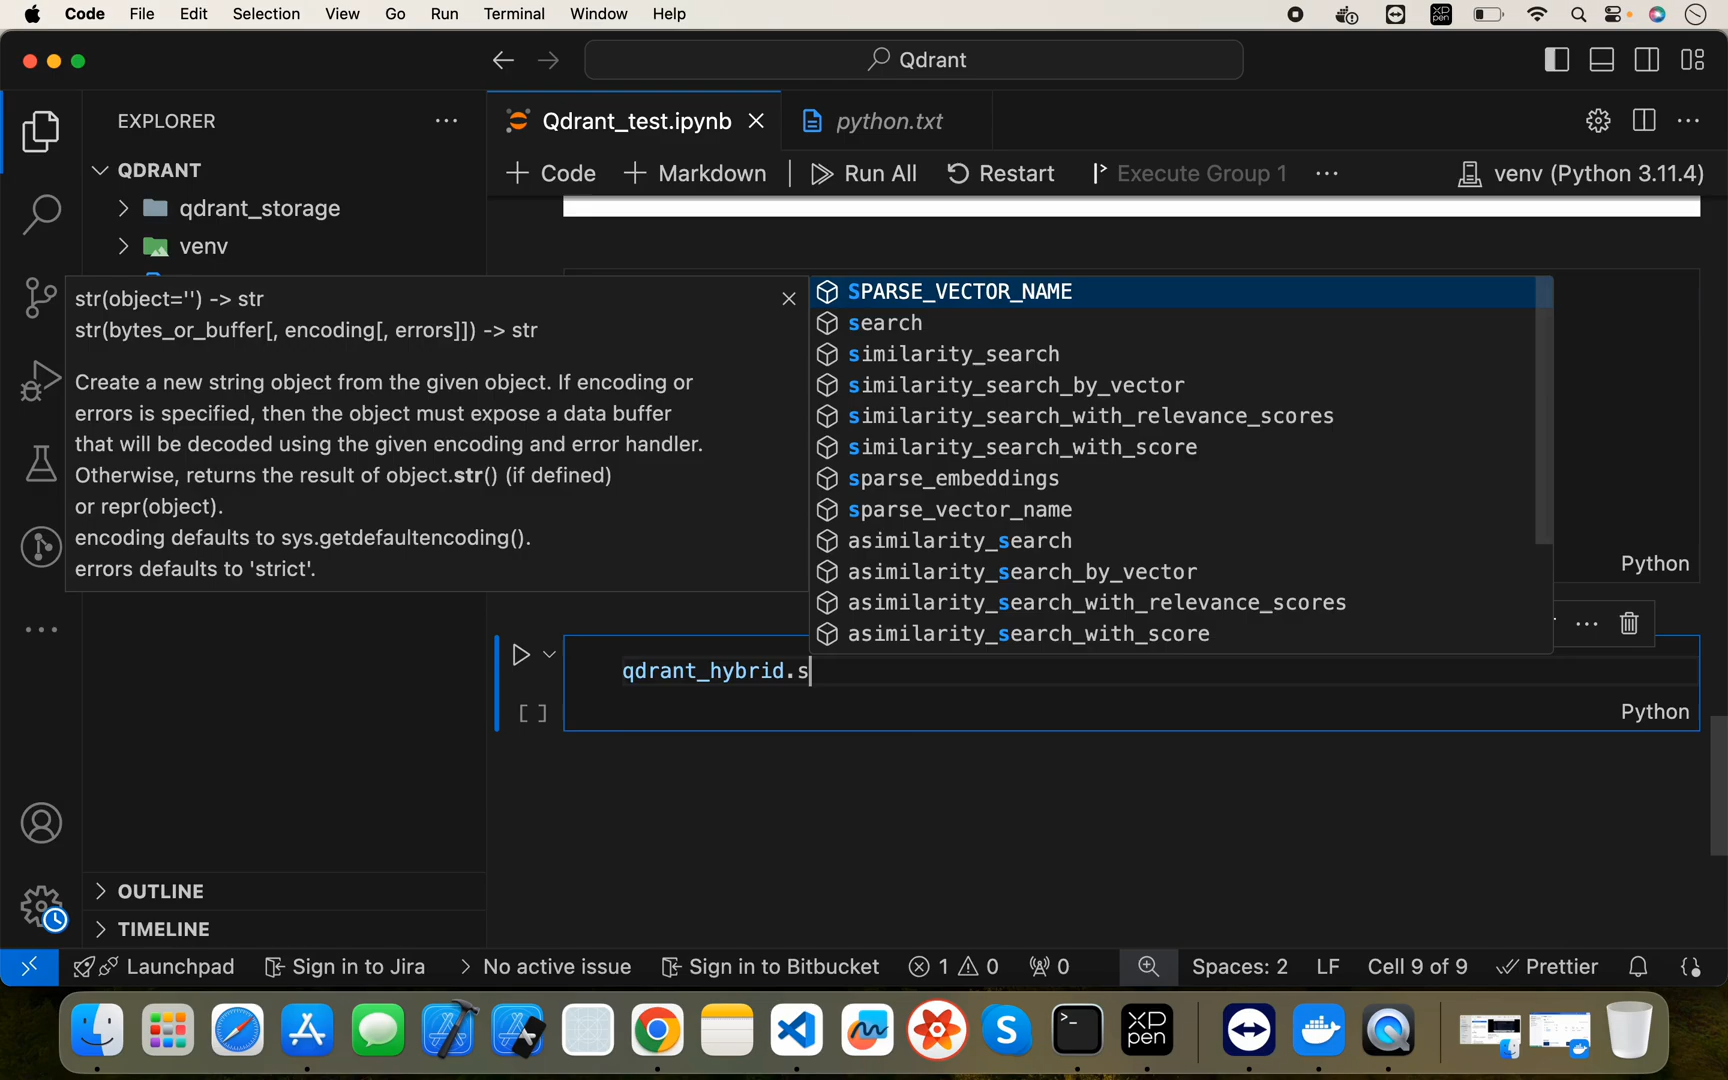 Code File Edit Selection View Go Run Terminal Window Help
XP
pen
Qdrant
EXPLORER
Qdrant_test.ipynb
python.txt
QDRANT
Code
Markdown
Run All
Restart
Execute Group 1
venv (Python 3.11.4)
qdrant_storage
venv
str(object='') -> str
str(bytes_or_buffer[, encoding[, errors]]) -> str
Create a new string object from the given object. If encoding or
errors is specified, then the object must expose a data buffer
that will be decoded using the given encoding and error handler.
Otherwise, returns the result of object.str() (if defined)
or repr(object).
encoding defaults to sys.getdefaultencoding().
errors defaults to 'strict'.
SPARSE_VECTOR_NAME
search
similarity_search
similarity_search_by_vector
similarity_search_with_relevance_scores
similarity_search_with_score
sparse_embeddings
sparse_vector_name
asimilarity_search
asimilarity_search_by_vector
asimilarity_search_with_relevance_scores
asimilarity_search_with_score
Python
qdrant_hybrid.s
[ ]
Python
OUTLINE
TIMELINE
Launchpad
Sign in to Jira
No active issue
Sign in to Bitbucket
1
0
0
Spaces: 2
LF
Cell 9 of 9
Prettier
XP
pen